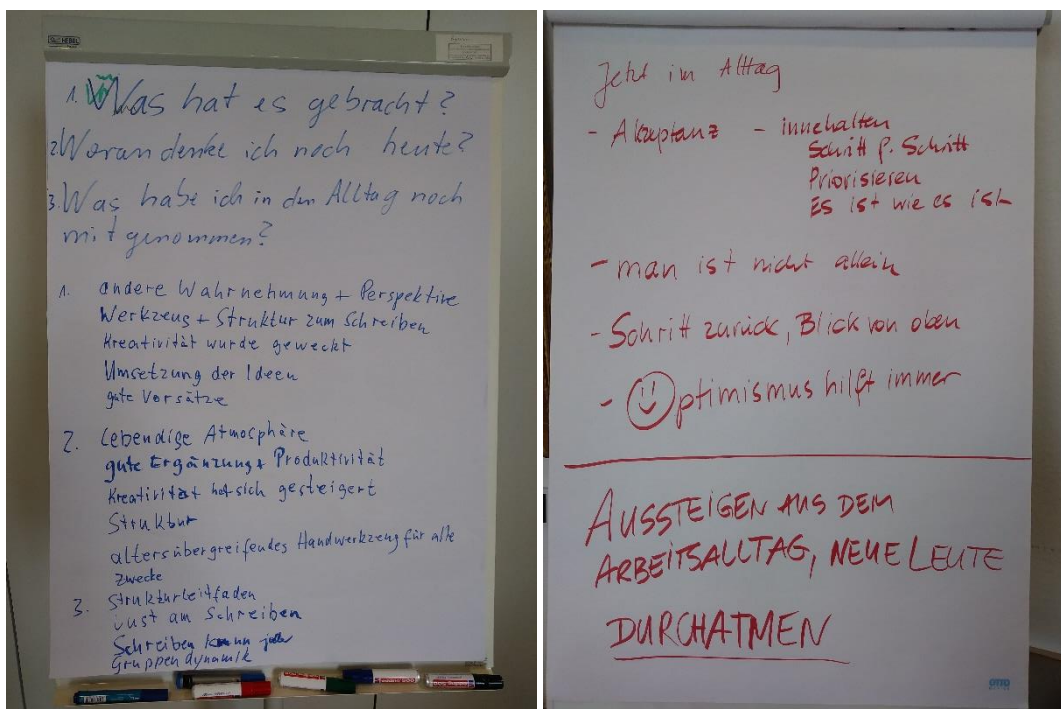 1. Was hat es gebracht?
2. Woran denke ich noch heute?
3. Was habe ich in den Alltag noch
mit genommen?
1. andere Wahrnehmung + Perspektive
Werkzeug + Struktur zum Schreiben
Kreativität wurde geweckt
Umsetzung der Ideen
gute Vorsätze
2. lebendige Atmosphäre
gute Ergänzung + Produktivität
Kreativität hat sich gesteigert
Struktur
altersübergreifendes Handwerkzeug für alle
Zwecke
3. Strukturleitfaden
Lust am Schreiben
Schreiben kann jeder
Gruppendynamik
Jetzt im Alltag
- Akzeptanz - innehalten
Schritt f. Schritt
Priorisieren
Es ist wie es ist
- man ist nicht allein
- Schritt zurück, Blick von oben
- Optimismus hilft immer
AUSSTEIGEN AUS DEM
ARBEITSALLTAG, NEUE LEUTE
DURCHATMEN
OTTO